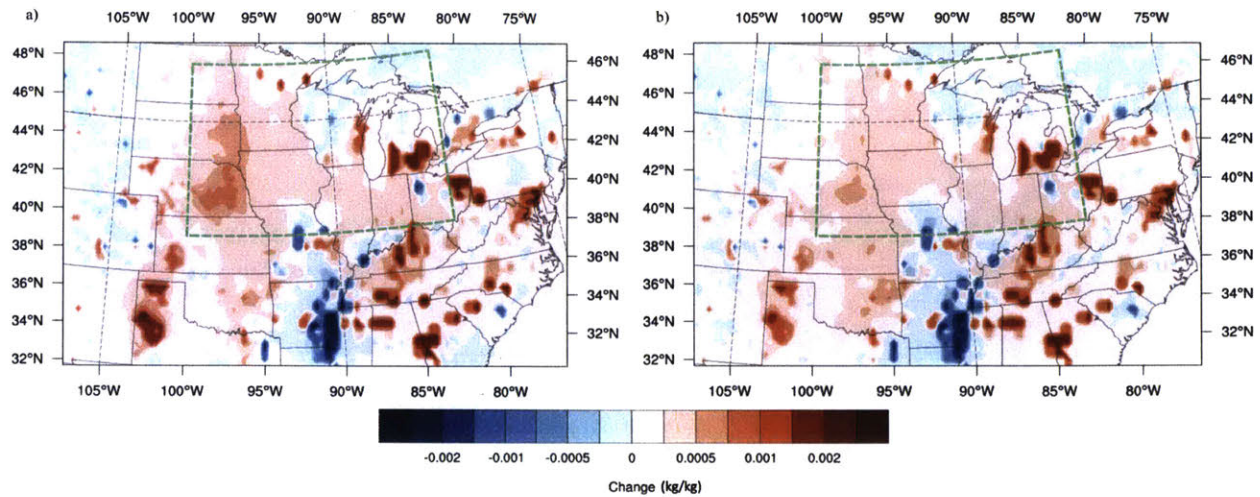 a)
105°W 100°W 95°W 90°W 85°W 80°W 75°W
48°N
46°N
44°N
42°N
40°N
38°N
36°N
34°N
32°N
46°N
44°N
42°N
40°N
38°N
36°N
34°N
32°N
105°W 100°W 95°W 90°W 85°W 80°W
b)
105°W 100°W 95°W 90°W 85°W 80°W 75°W
48°N
46°N
44°N
42°N
40°N
38°N
36°N
34°N
32°N
46°N
44°N
42°N
40°N
38°N
36°N
34°N
32°N
105°W 100°W 95°W 90°W 85°W 80°W
-0.002 -0.001 -0.0005 0 0.0005 0.001 0.002
Change (kg/kg)